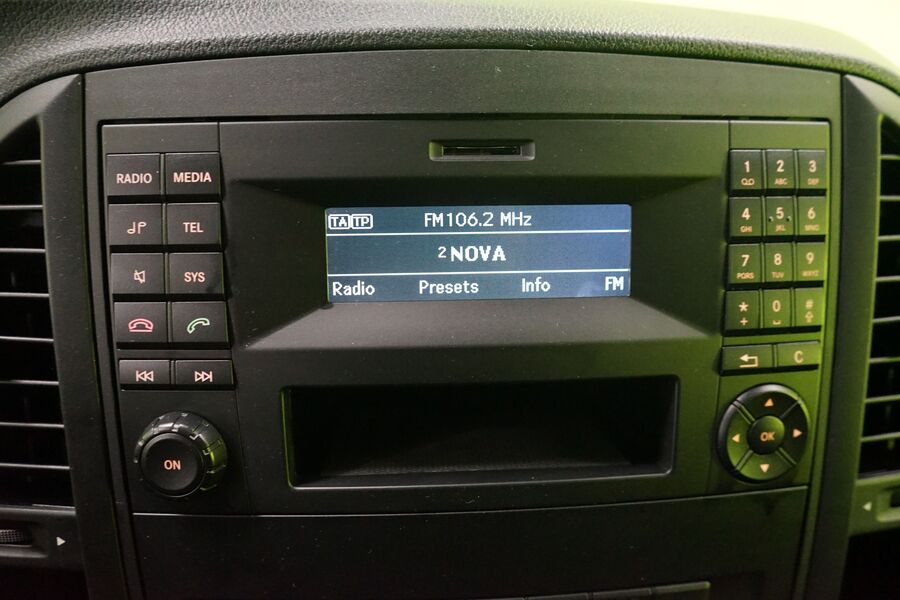 RADIO MEDIA
TEL
SYS
ON
TA TP FM106.2 MHz
2 NOVA
Radio Presets Info FM
1 2 3
ABC DEF
4 5 6
GHI JKL MNO
7 8 9
PQRS TUV WXYZ
* 0 #
+
C
OK